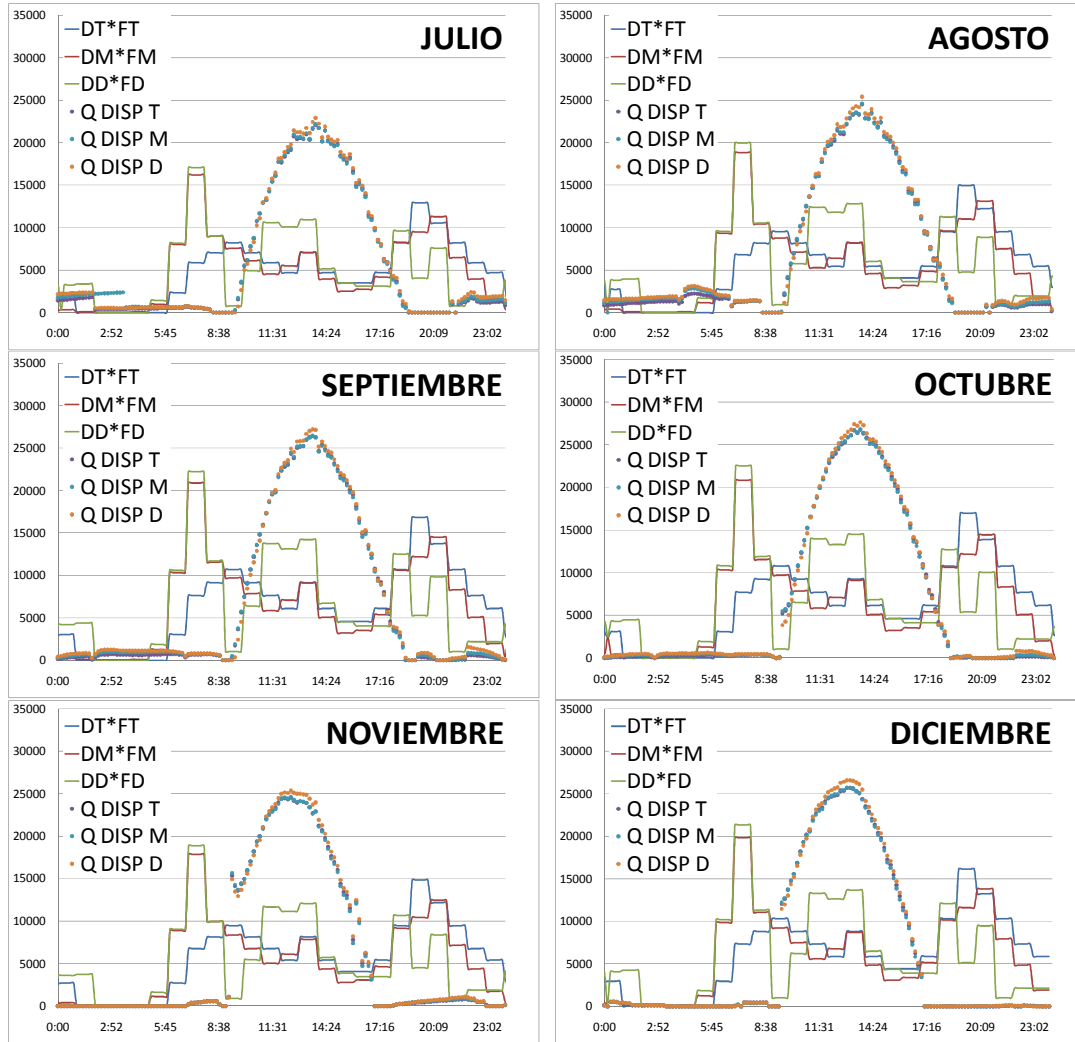 JULIO
35000
30000
25000
20000
15000
10000
5000
0
DT*FT
DM*FM
DD*FD
Q DISP T
Q DISP M
Q DISP D
0:00 2:52 5:45 8:38 11:31 14:24 17:16 20:09 23:02
AGOSTO
35000
30000
25000
20000
15000
10000
5000
0
DT*FT
DM*FM
DD*FD
Q DISP T
Q DISP M
Q DISP D
0:00 2:52 5:45 8:38 11:31 14:24 17:16 20:09 23:02
SEPTIEMBRE
35000
30000
25000
20000
15000
10000
5000
0
DT*FT
DM*FM
DD*FD
Q DISP T
Q DISP M
Q DISP D
0:00 2:52 5:45 8:38 11:31 14:24 17:16 20:09 23:02
OCTUBRE
35000
30000
25000
20000
15000
10000
5000
0
DT*FT
DM*FM
DD*FD
Q DISP T
Q DISP M
Q DISP D
0:00 2:52 5:45 8:38 11:31 14:24 17:16 20:09 23:02
NOVIEMBRE
35000
30000
25000
20000
15000
10000
5000
0
DT*FT
DM*FM
DD*FD
Q DISP T
Q DISP M
Q DISP D
0:00 2:52 5:45 8:38 11:31 14:24 17:16 20:09 23:02
DICIEMBRE
35000
30000
25000
20000
15000
10000
5000
0
DT*FT
DM*FM
DD*FD
Q DISP T
Q DISP M
Q DISP D
0:00 2:52 5:45 8:38 11:31 14:24 17:16 20:09 23:02